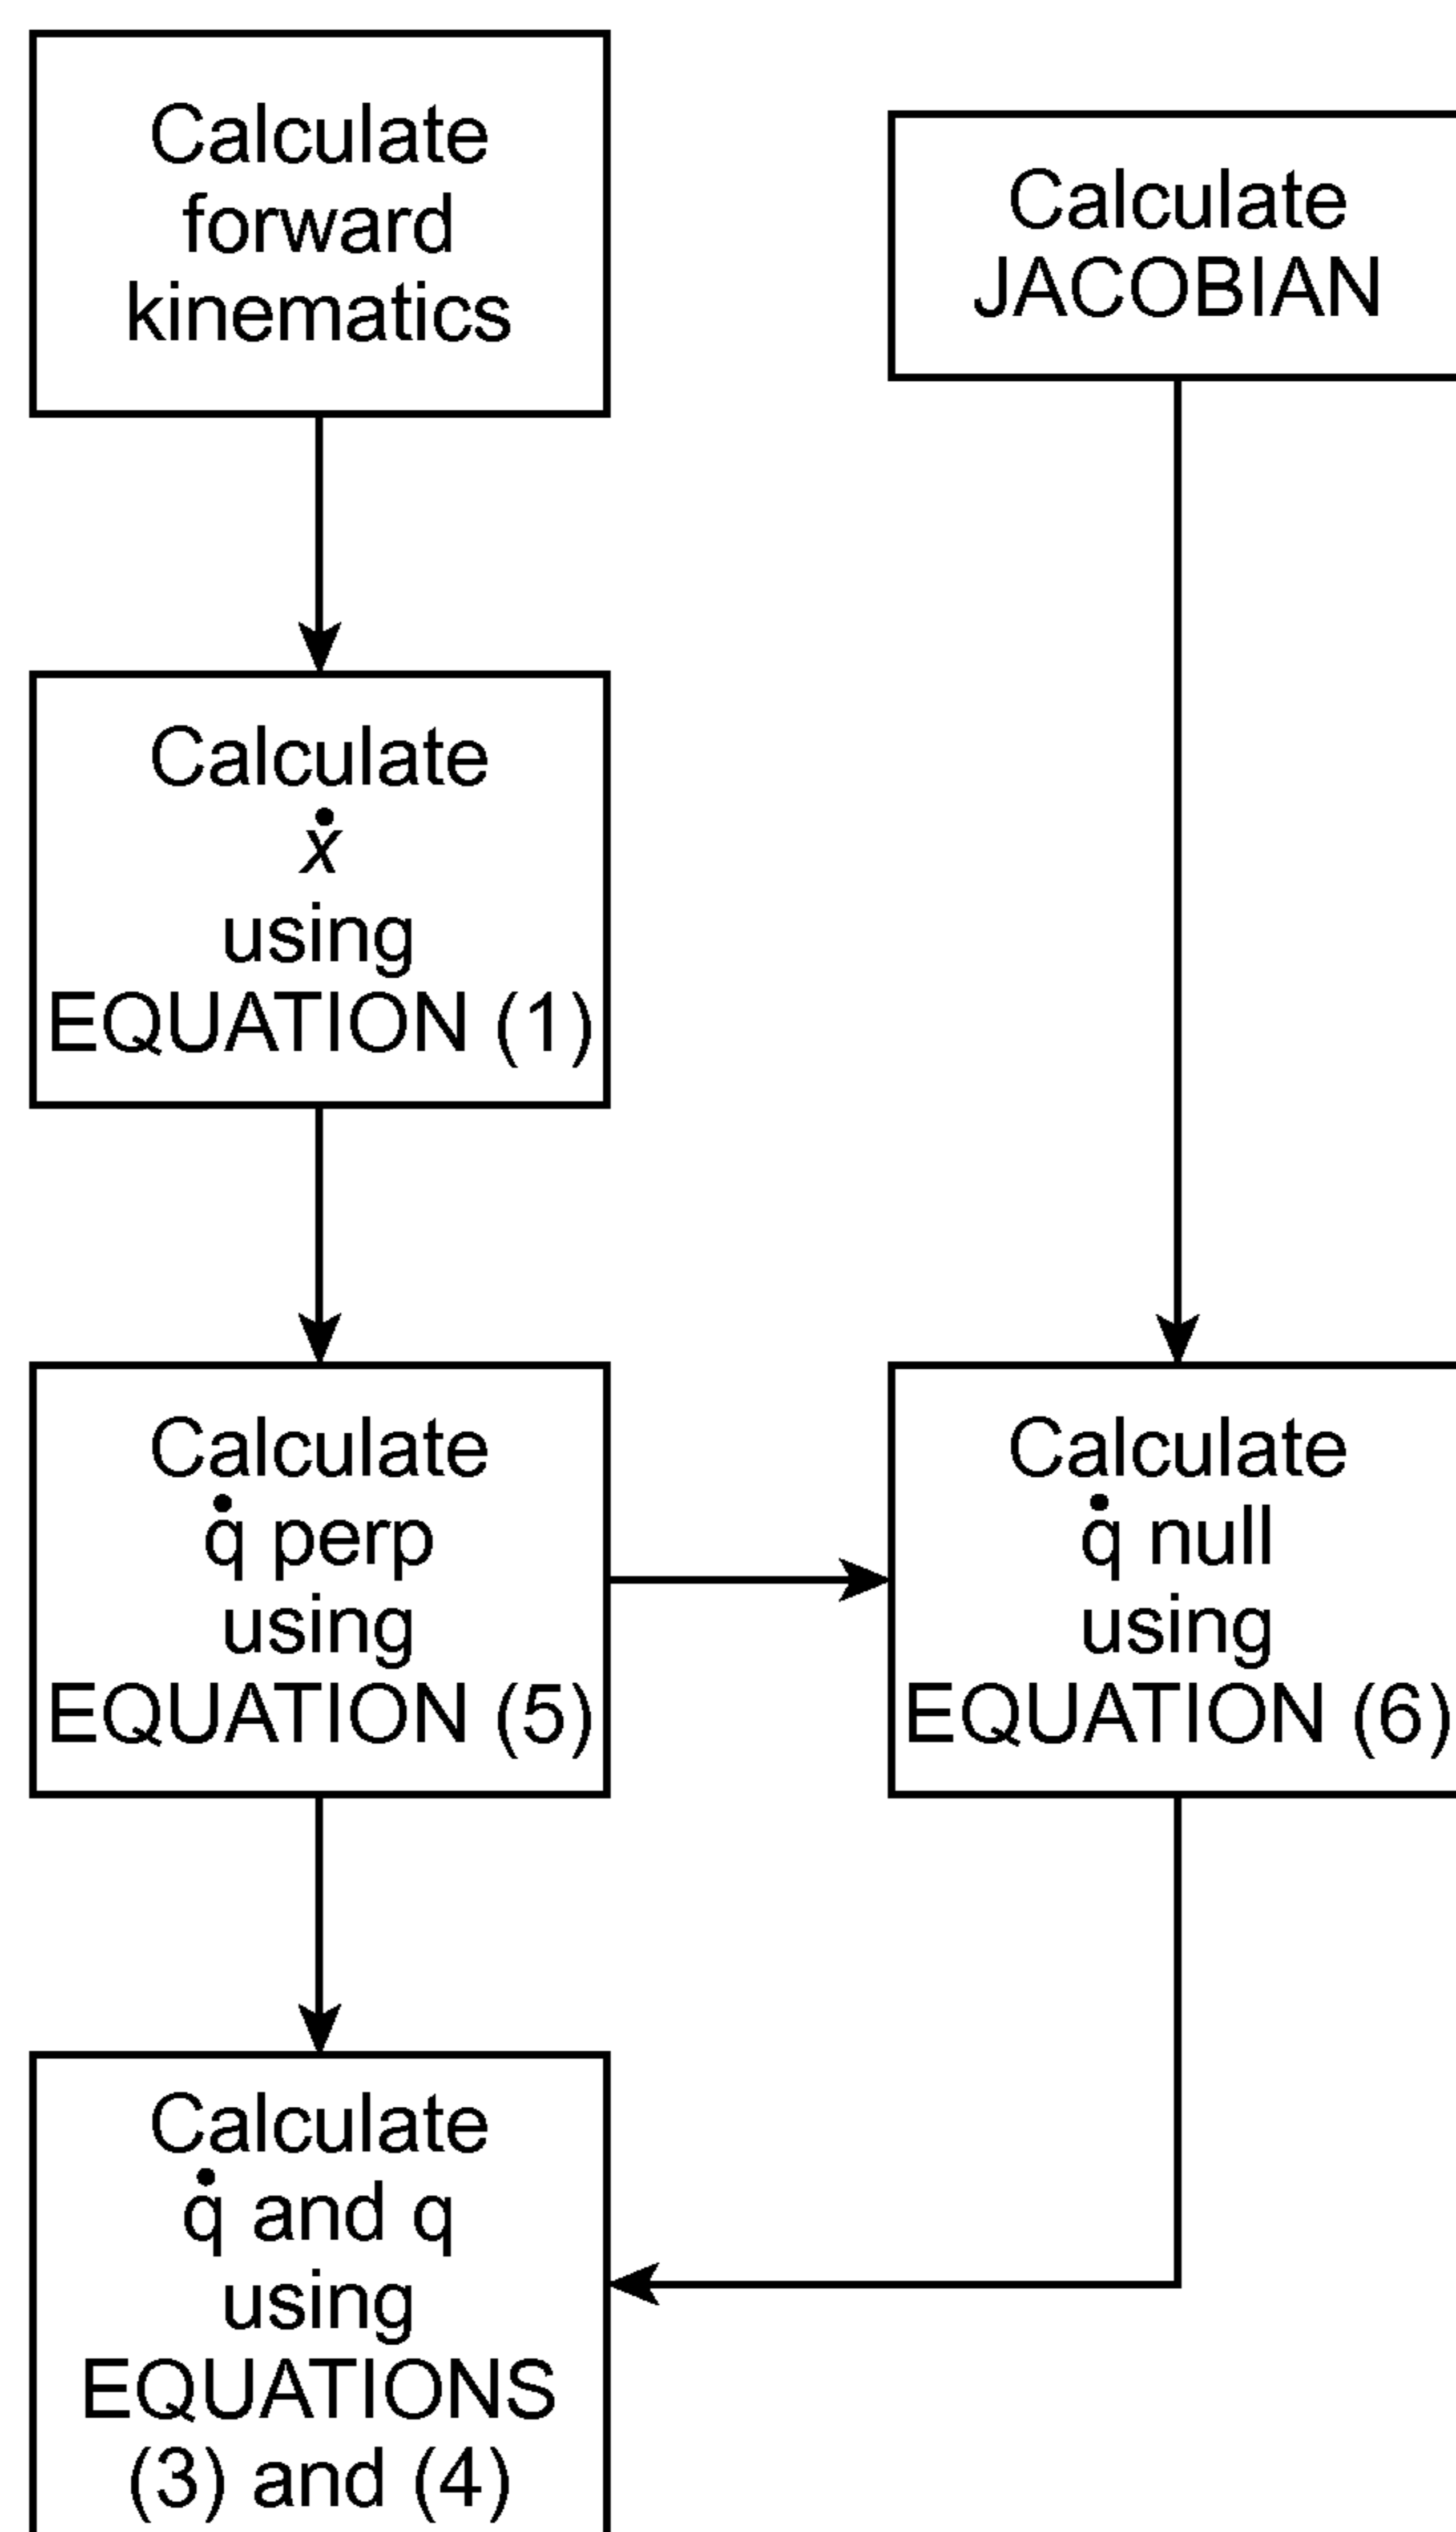 Calculate
forward
kinematics
Calculate
JACOBIAN
Calculate
ẋ
using
EQUATION (1)
Calculate
q̇ perp
using
EQUATION (5)
Calculate
q̇ null
using
EQUATION (6)
Calculate
q̇ and q
using
EQUATIONS
(3) and (4)